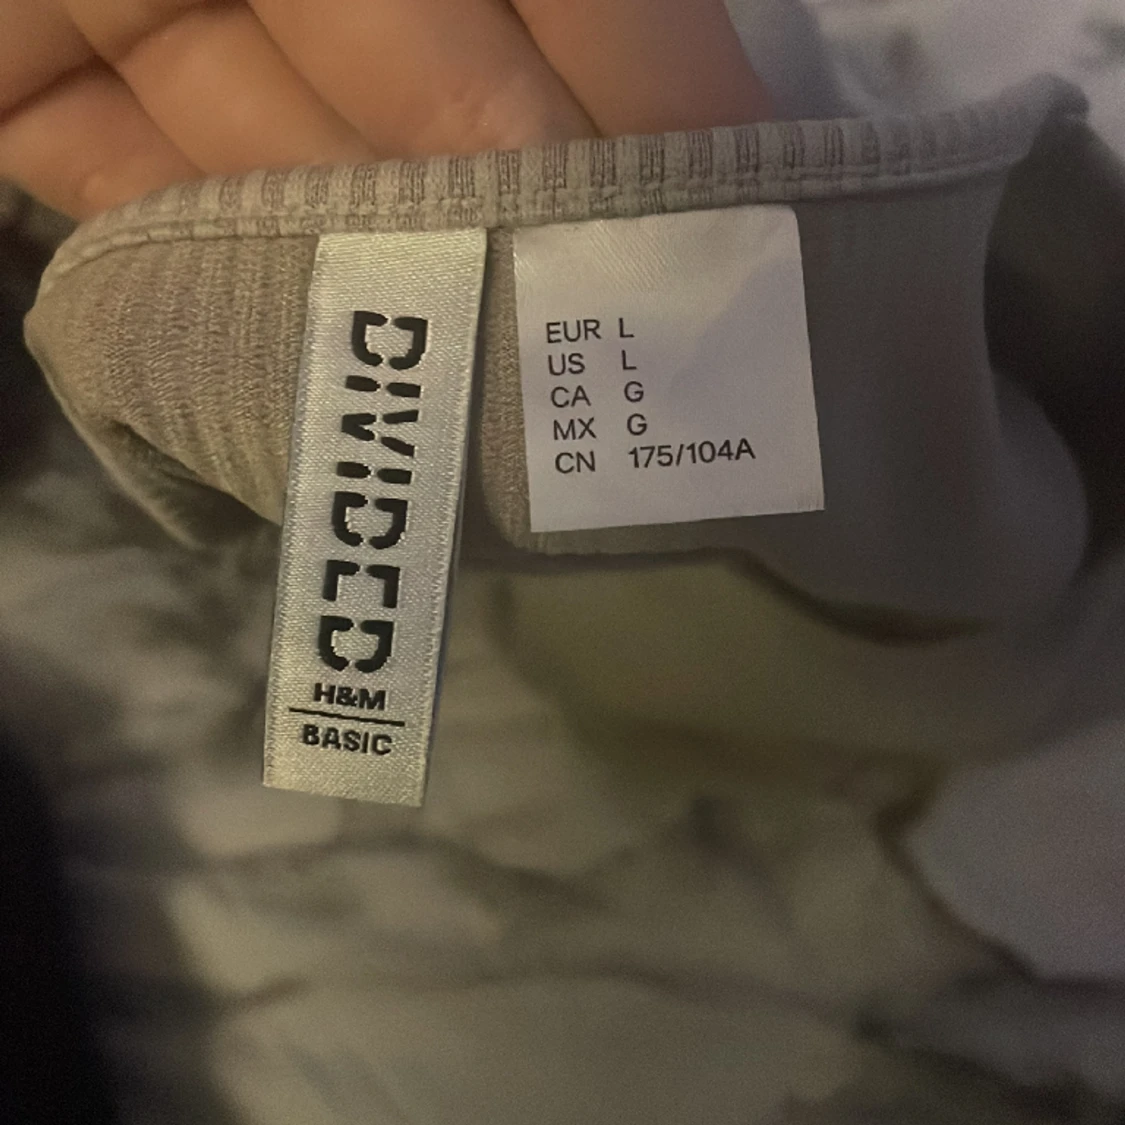 DIVIDED
H&M
BASIC
EUR L
US L
CA G
MX G
CN 175/104A